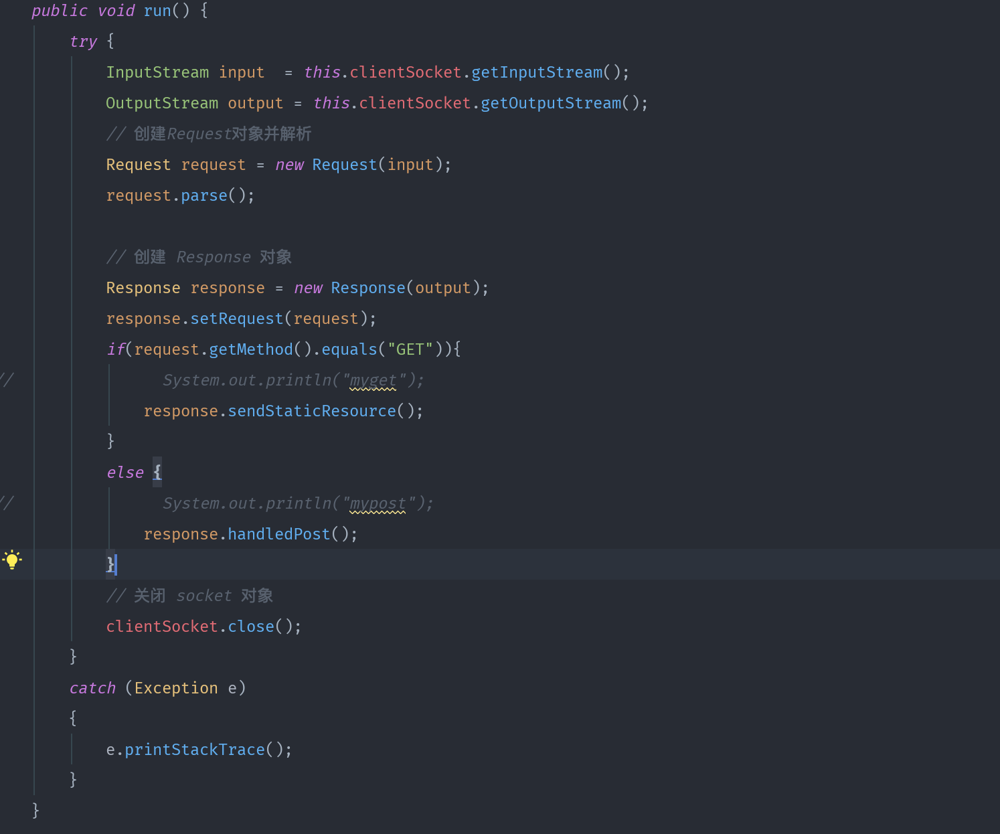 public void run() {
try {
InputStream input  = this.clientSocket.getInputStream();
OutputStream output = this.clientSocket.getOutputStream();
// 创建Request对象并解析
Request request = new Request(input);
request.parse();
// 创建 Response 对象
Response response = new Response(output);
response.setRequest(request);
if(request.getMethod().equals("GET")){
//                System.out.println("myget");
response.sendStaticResource();
}
else {
//                System.out.println("mypost");
response.handledPost();
}
// 关闭 socket 对象
clientSocket.close();
}
catch (Exception e)
{
e.printStackTrace();
}
}